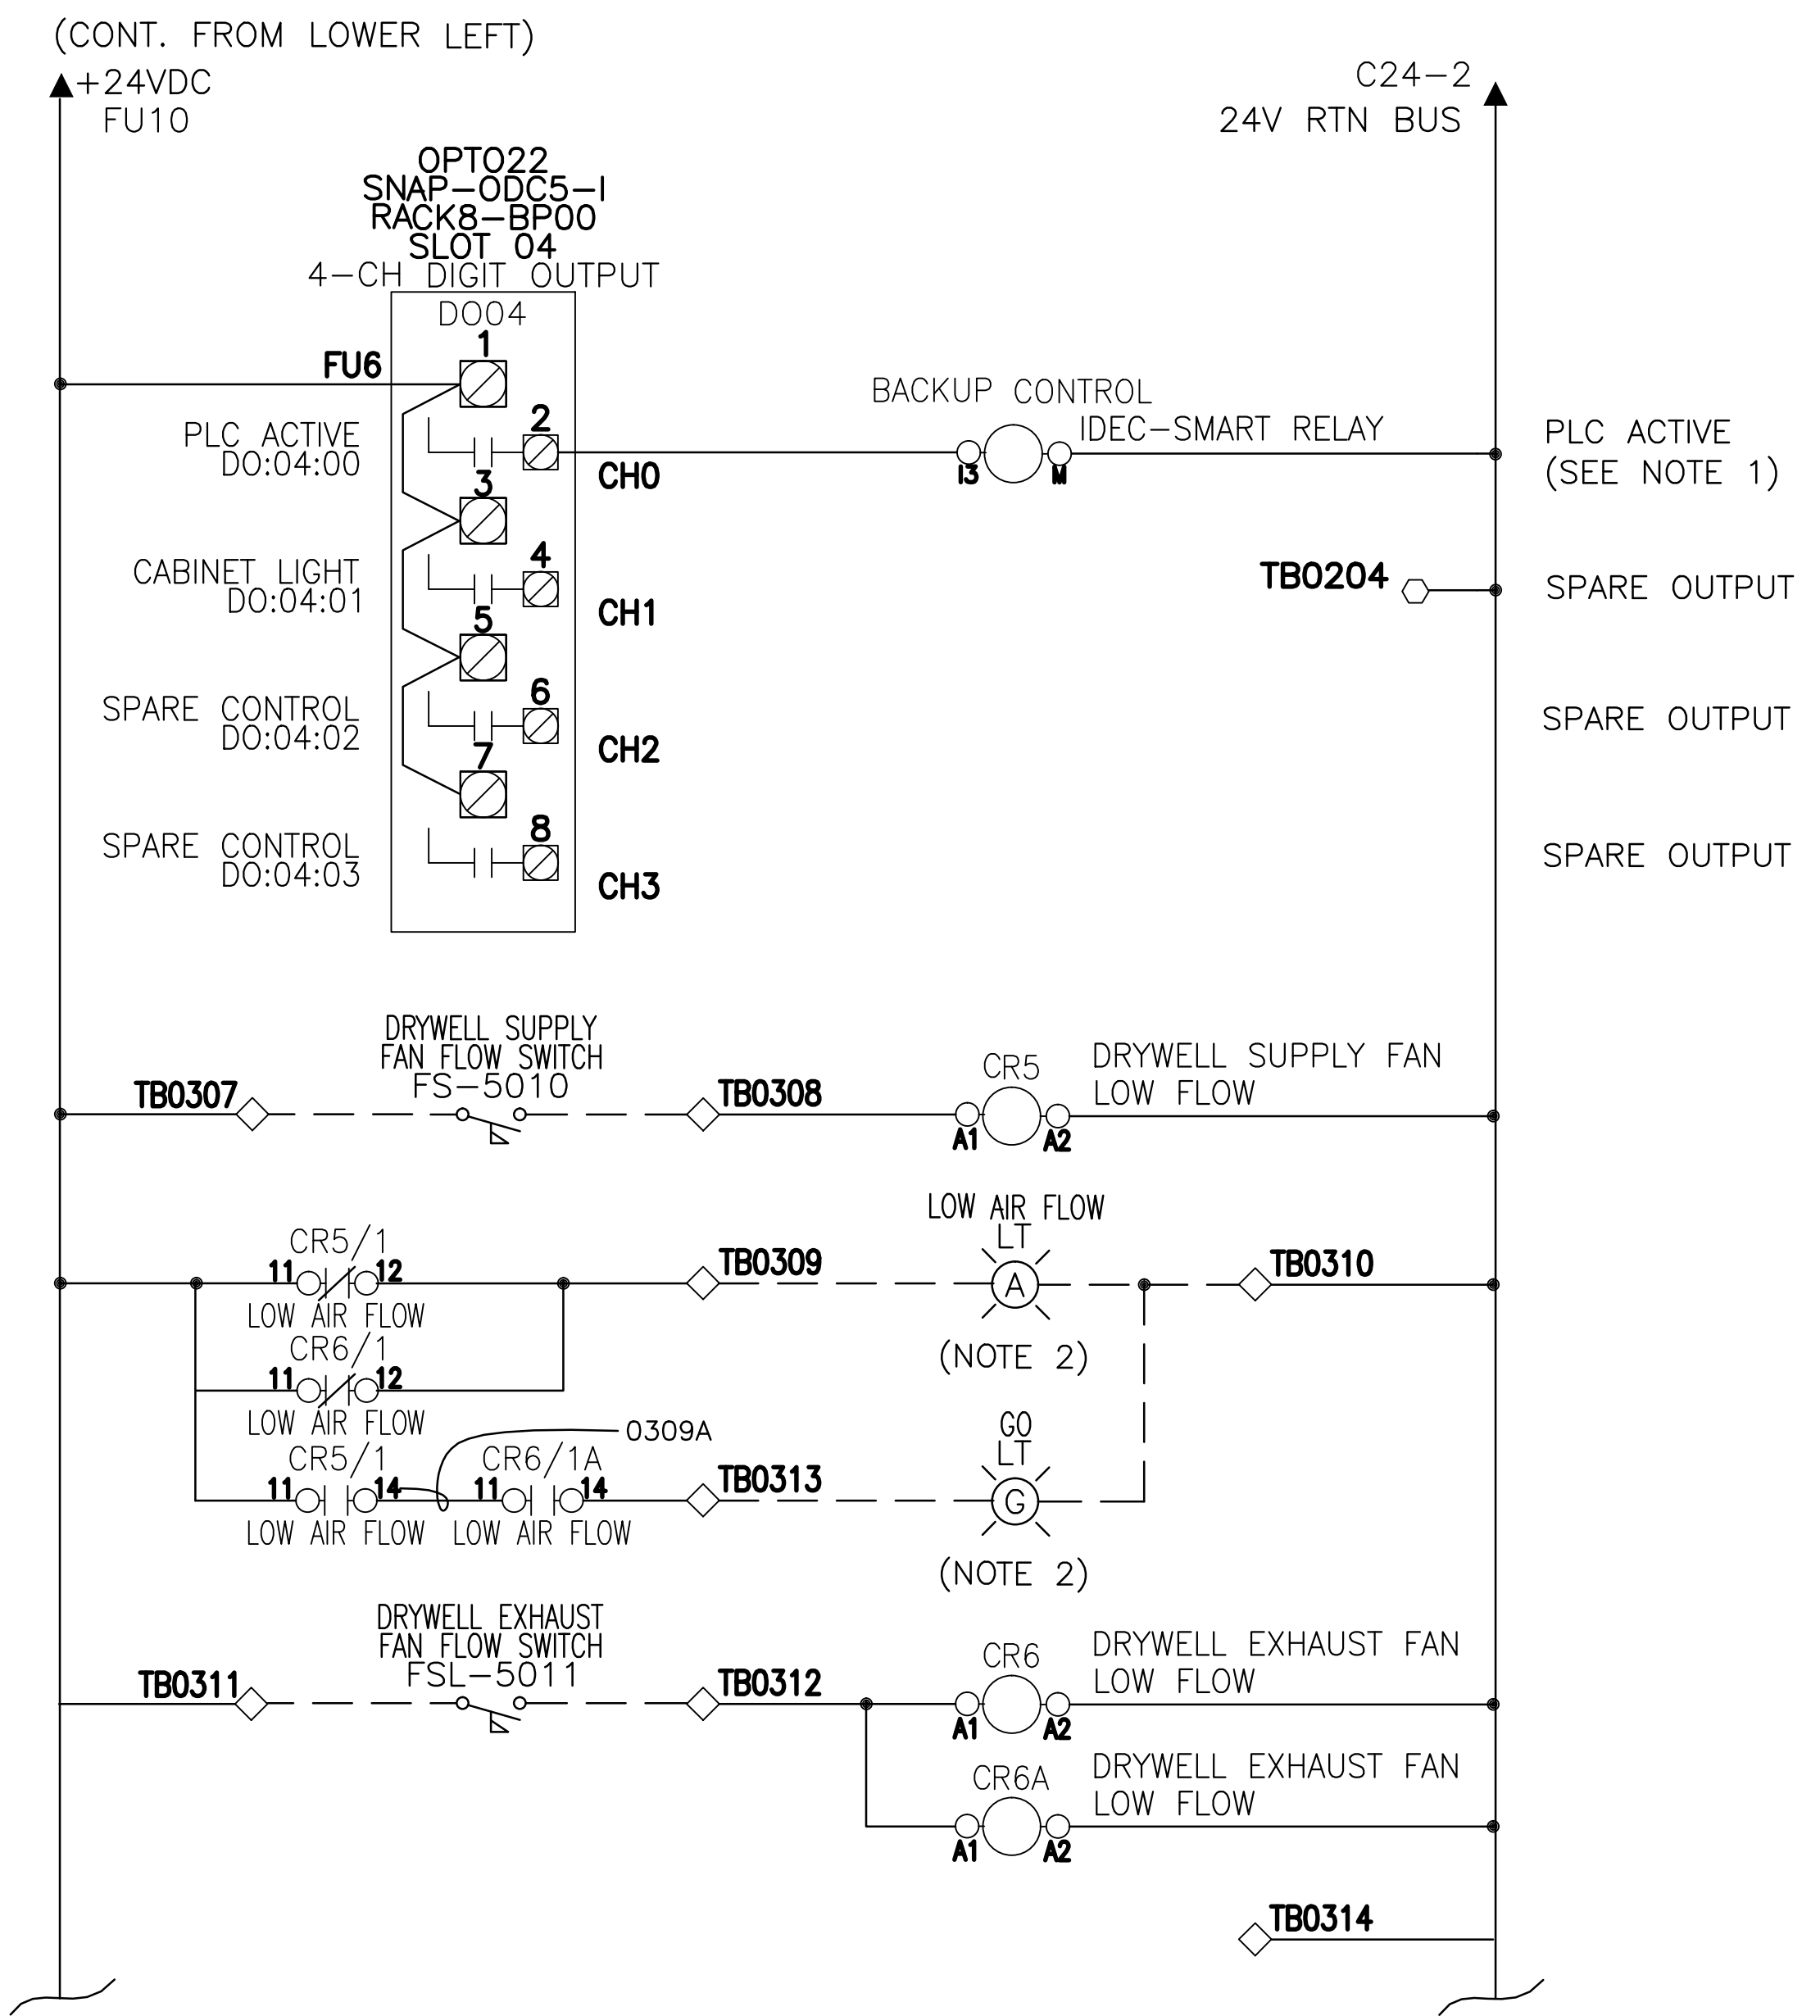 (CONT. FROM LOWER LEFT)
+24VDC
FU10
C24-2
24V RTN BUS
OPTO22
SNAP-ODC5-I
RACK8-BP00
SLOT 04
4-CH DIGIT OUTPUT
DO04
1
FU6
BACKUP CONTROL
IDEC-SMART RELAY
PLC ACTIVE
DO:04:00
2
CH0
I3
M
PLC ACTIVE
(SEE NOTE 1)
3
CABINET LIGHT
DO:04:01
4
CH1
TB0204
SPARE OUTPUT
5
SPARE CONTROL
DO:04:02
6
CH2
SPARE OUTPUT
7
SPARE CONTROL
DO:04:03
8
CH3
SPARE OUTPUT
DRYWELL SUPPLY
FAN FLOW SWITCH
FS-5010
TB0307
TB0308
CR5
A1
A2
DRYWELL SUPPLY FAN
LOW FLOW
CR5/1
11
12
LOW AIR FLOW
TB0309
LOW AIR FLOW
LT
A
(NOTE 2)
TB0310
CR6/1
11
12
LOW AIR FLOW
0309A
CR5/1
11
14
LOW AIR FLOW
CR6/1A
11
14
LOW AIR FLOW
TB0313
GO
LT
G
(NOTE 2)
DRYWELL EXHAUST
FAN FLOW SWITCH
FSL-5011
TB0311
TB0312
CR6
A1
A2
DRYWELL EXHAUST FAN
LOW FLOW
CR6A
A1
A2
DRYWELL EXHAUST FAN
LOW FLOW
TB0314